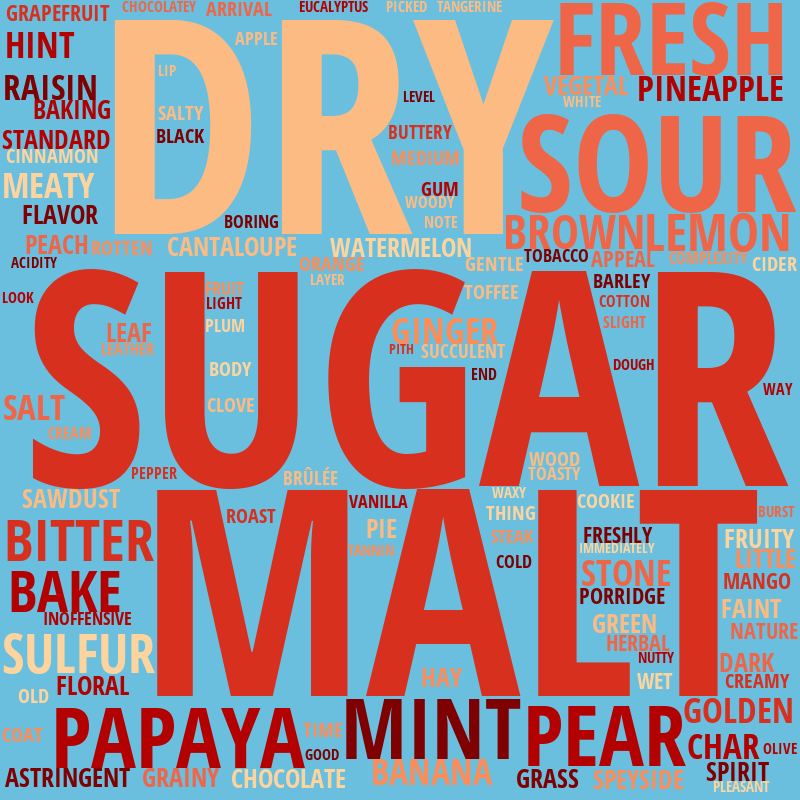 GRAPEFRUIT
CHOCOLATEY
ARRIVAL
EUCALYPTUS
PICKED
TANGERINE
HINT
APPLE
DRY
FRESH
LIP
RAISIN
LEVEL
VEGETAL
PINEAPPLE
WHITE
BAKING
SALTY
BLACK
BUTTERY
SOUR
STANDARD
CINNAMON
MEDIUM
MEATY
GUM
WOODY
FLAVOR
BORING
NOTE
BROWN
LEMON
PEACH
ROTTEN
CANTALOUPE
WATERMELON
TOBACCO
APPEAL
COMPLEXITY
CIDER
ACIDITY
ORANGE
GENTLE
LAYER
BARLEY
LOOK
FRUIT
LIGHT
TOFFEE
COTTON
SUGAR
LEAF
PLUM
GINGER
SLIGHT
LEATHER
PITH
SUCCULENT
BODY
END
DOUGH
WAY
SALT
CLOVE
CREAM
PEPPER
BRÛLÉE
WOOD
TOASTY
SAWDUST
VANILLA
WAXY
COOKIE
MALT
ROAST
THING
BURST
BITTER
PIE
STEAK
FRESHLY
FRUITY
TANNIN
IMMEDIATELY
LITTLE
COLD
STONE
MANGO
BAKE
PORRIDGE
INOFFENSIVE
FAINT
GREEN
NATURE
SULFUR
HERBAL
NUTTY
DARK
HAY
WET
CREAMY
OLD
FLORAL
PAPAYA
MINT
PEAR
GOLDEN
COAT
TIME
GOOD
CHAR
OLIVE
ASTRINGENT
GRAINY
CHOCOLATE
BANANA
GRASS
SPEYSIDE
SPIRIT
PLEASANT